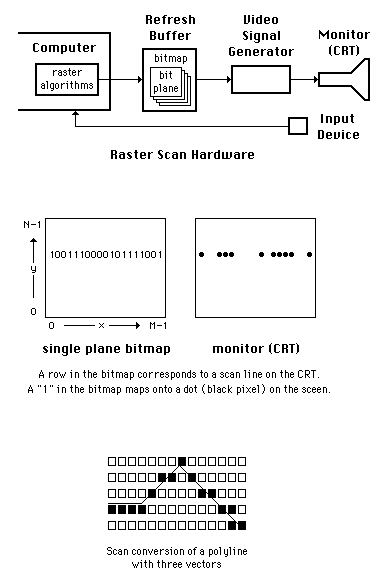 Computer
raster
algorithms
Refresh
Buffer
bitmap
bit
plane
Video
Signal
Generator
Monitor
(CRT)
Input
Device
Raster Scan Hardware
N-1
y
0
1001110000101111001
0 x M-1
single plane bitmap
monitor (CRT)
A row in the bitmap corresponds to a scan line on the CRT.
A "1" in the bitmap maps onto a dot (black pixel) on the sceen.
Scan conversion of a polyline
with three vectors